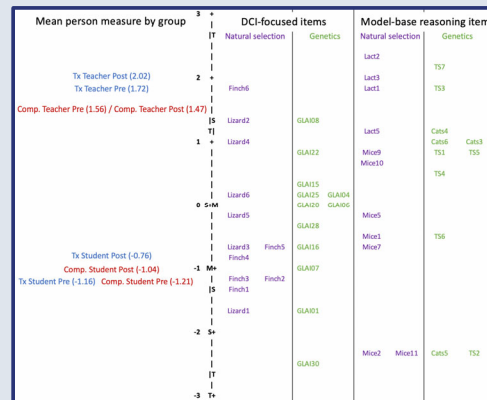 Mean person measure by group 3 + DCI-focused items Model-base reasoning item
| |T Natural selection Genetics Natural selection Genetics
Lact2
TS7
Tx Teacher Post (2.02) 2 + Lact3
Tx Teacher Pre (1.72) Finch6 Lact1 TS3
Comp. Teacher Pre (1.56) / Comp. Teacher Post (1.47)
|S Lizard2 GLAI08
T| Lact5 Cats4
1 + Lizard4 Cats6 Cats3
GLAI22 Mice9 TS1 TS5
Mice10
TS4
GLAI15
Lizard6 GLAI25 GLAI04
0 S+M GLAI20 GLAI06
Lizard5 Mice5
GLAI28
Mice1 TS6
Lizard3 Finch5 GLAI16 Mice7
Tx Student Post (-0.76) Finch4
Comp. Student Post (-1.04) -1 M+ GLAI07
Tx Student Pre (-1.16) Comp. Student Pre (-1.21) | Finch3 Finch2
|S Finch1
Lizard1 GLAI01
-2 S+
Mice2 Mice11 Cats5 TS2
GLAI30
|T
-3 T+